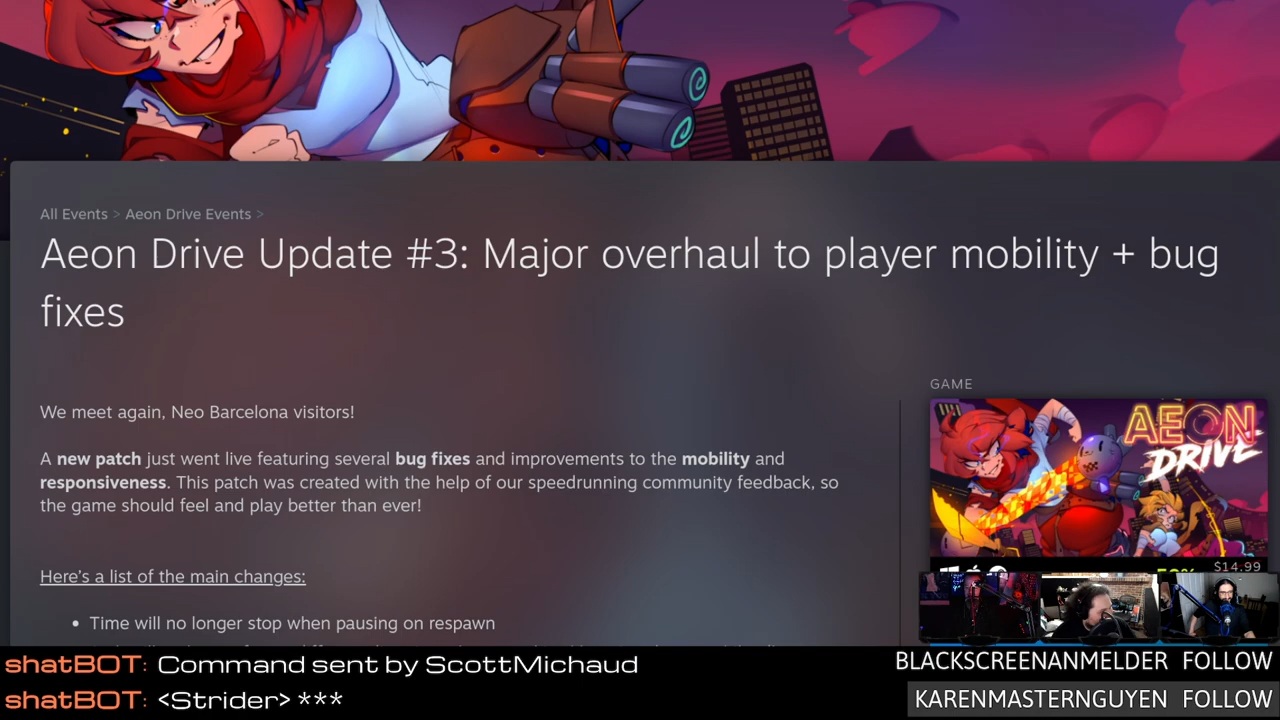 All Events > Aeon Drive Events >
Aeon Drive Update #3: Major overhaul to player mobility + bug
fixes
GAME
We meet again, Neo Barcelona visitors!
AEON
DRIVE
A new patch just went live featuring several bug fixes and improvements to the mobility and
responsiveness. This patch was created with the help of our speedrunning community feedback, so
the game should feel and play better than ever!
$14.99
Here's a list of the main changes:
• Time will no longer stop when pausing on respawn
shatBOT: Command sent by ScottMichaud
BLACKSCREENANMELDER FOLLOW
shatBOT: <Strider> ***
KARENMASTERNGUYEN FOLLOW